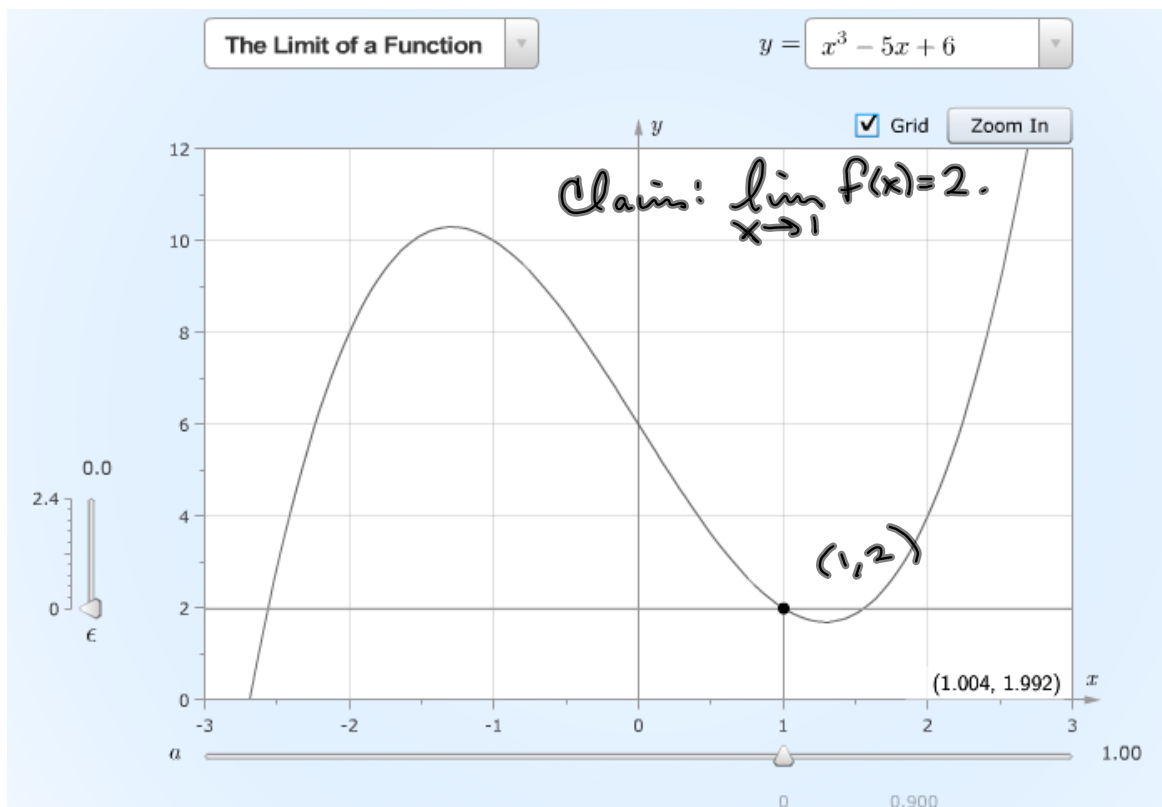 The Limit of a Function
y = x³ − 5x + 6
Grid
Zoom In
y
12
Claim: lim f(x)=2.
x→1
10
8
6
0.0
2.4
4
(1,2)
0
2
ϵ
(1.004, 1.992)
x
0
-3 -2 -1 0 1 2 3
a
1.00
0 0.900